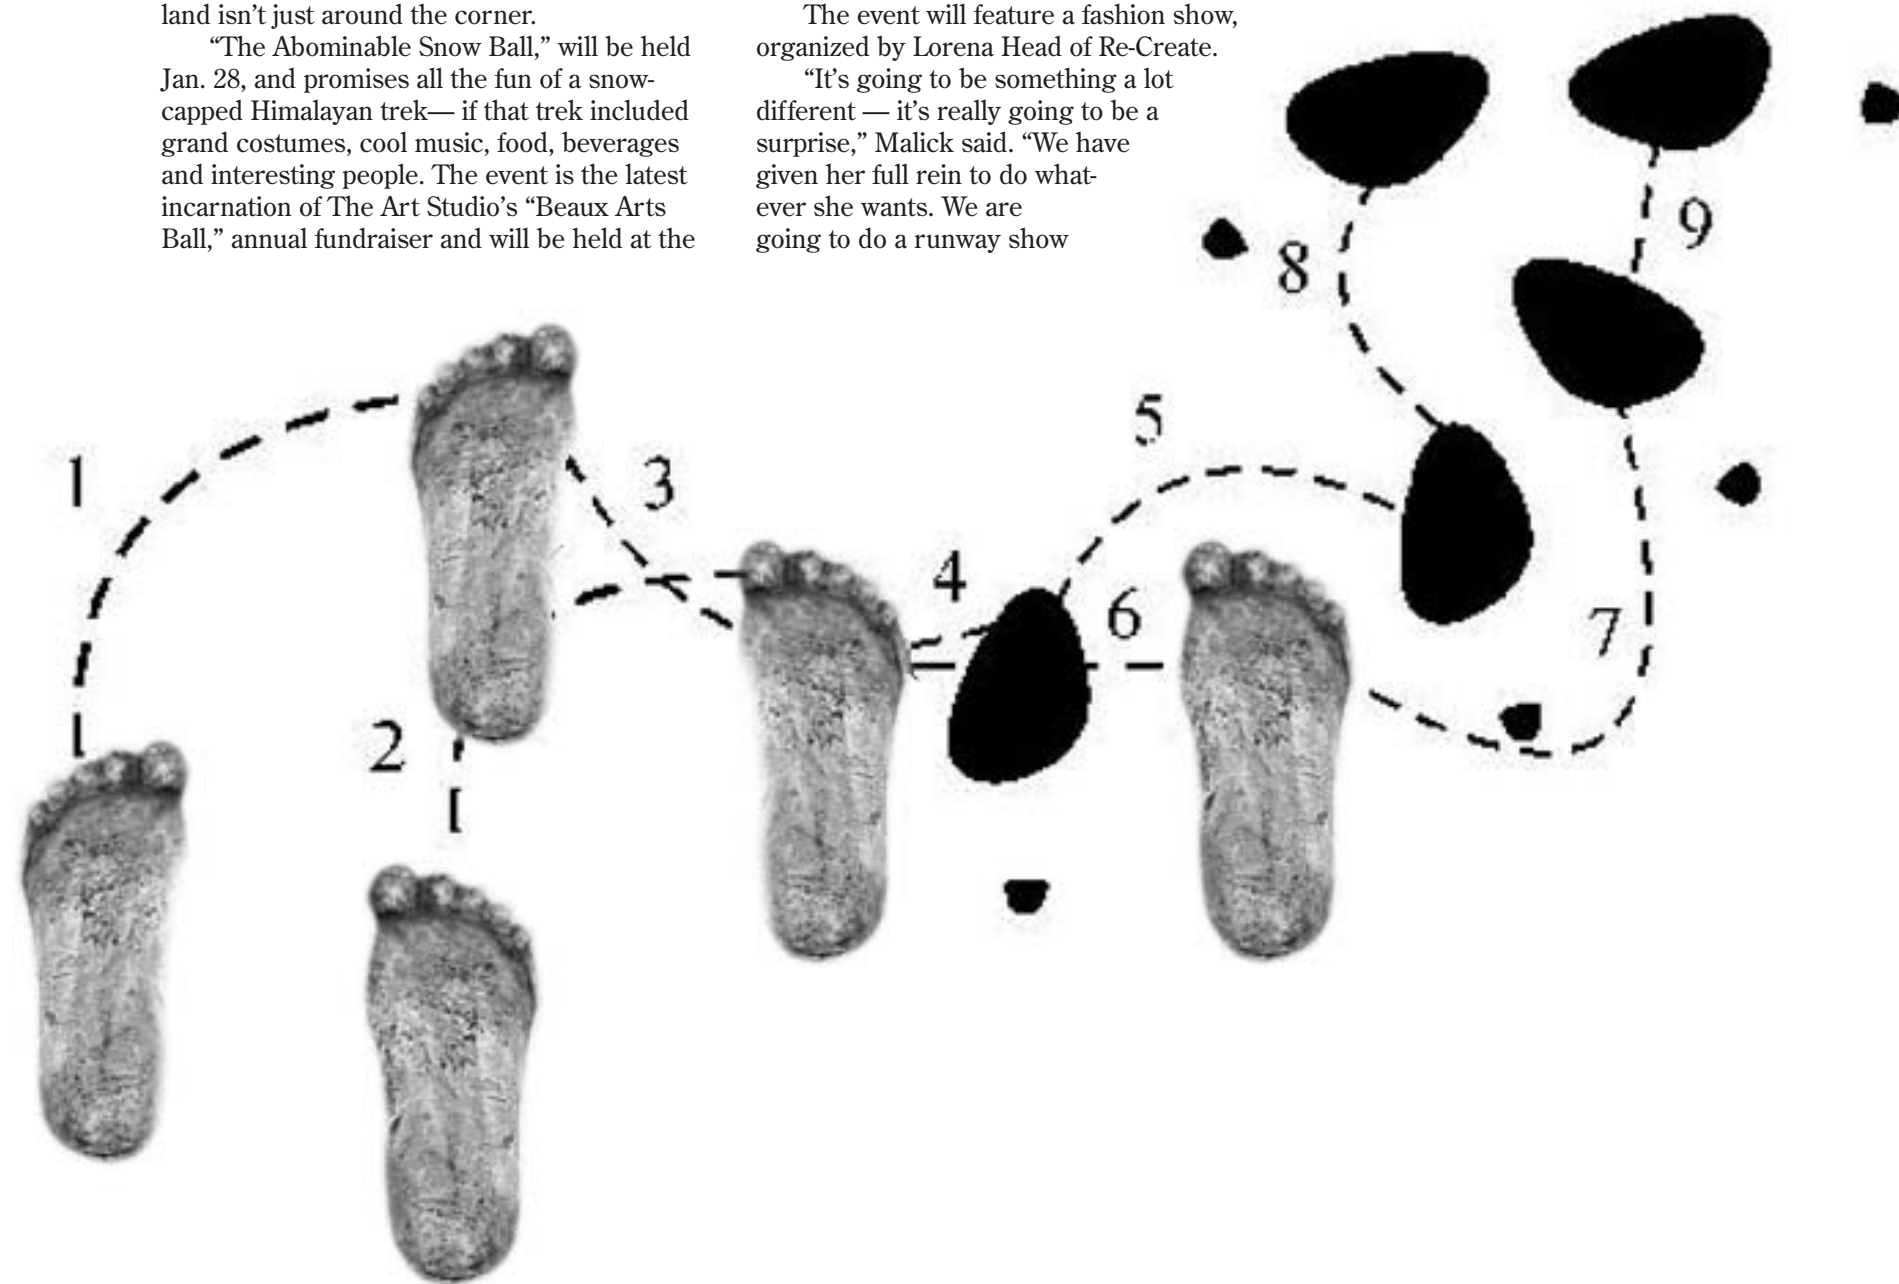 land isn’t just around the corner.
“The Abominable Snow Ball,” will be held
Jan. 28, and promises all the fun of a snow-
capped Himalayan trek— if that trek included
grand costumes, cool music, food, beverages
and interesting people. The event is the latest
incarnation of The Art Studio’s “Beaux Arts
Ball,” annual fundraiser and will be held at the
The event will feature a fashion show,
organized by Lorena Head of Re-Create.
“It’s going to be something a lot
different — it’s really going to be a
surprise,” Malick said. “We have
given her full rein to do what-
ever she wants. We are
going to do a runway show
1
2
3
4
5
6
7
8
9